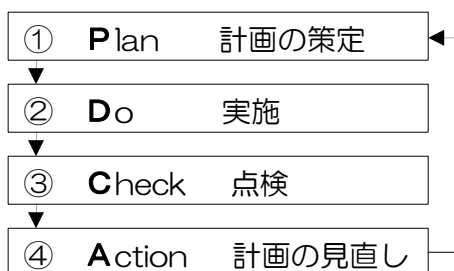 ① Plan 計画の策定
② Do 実施
③ Check 点検
④ Action 計画の見直し